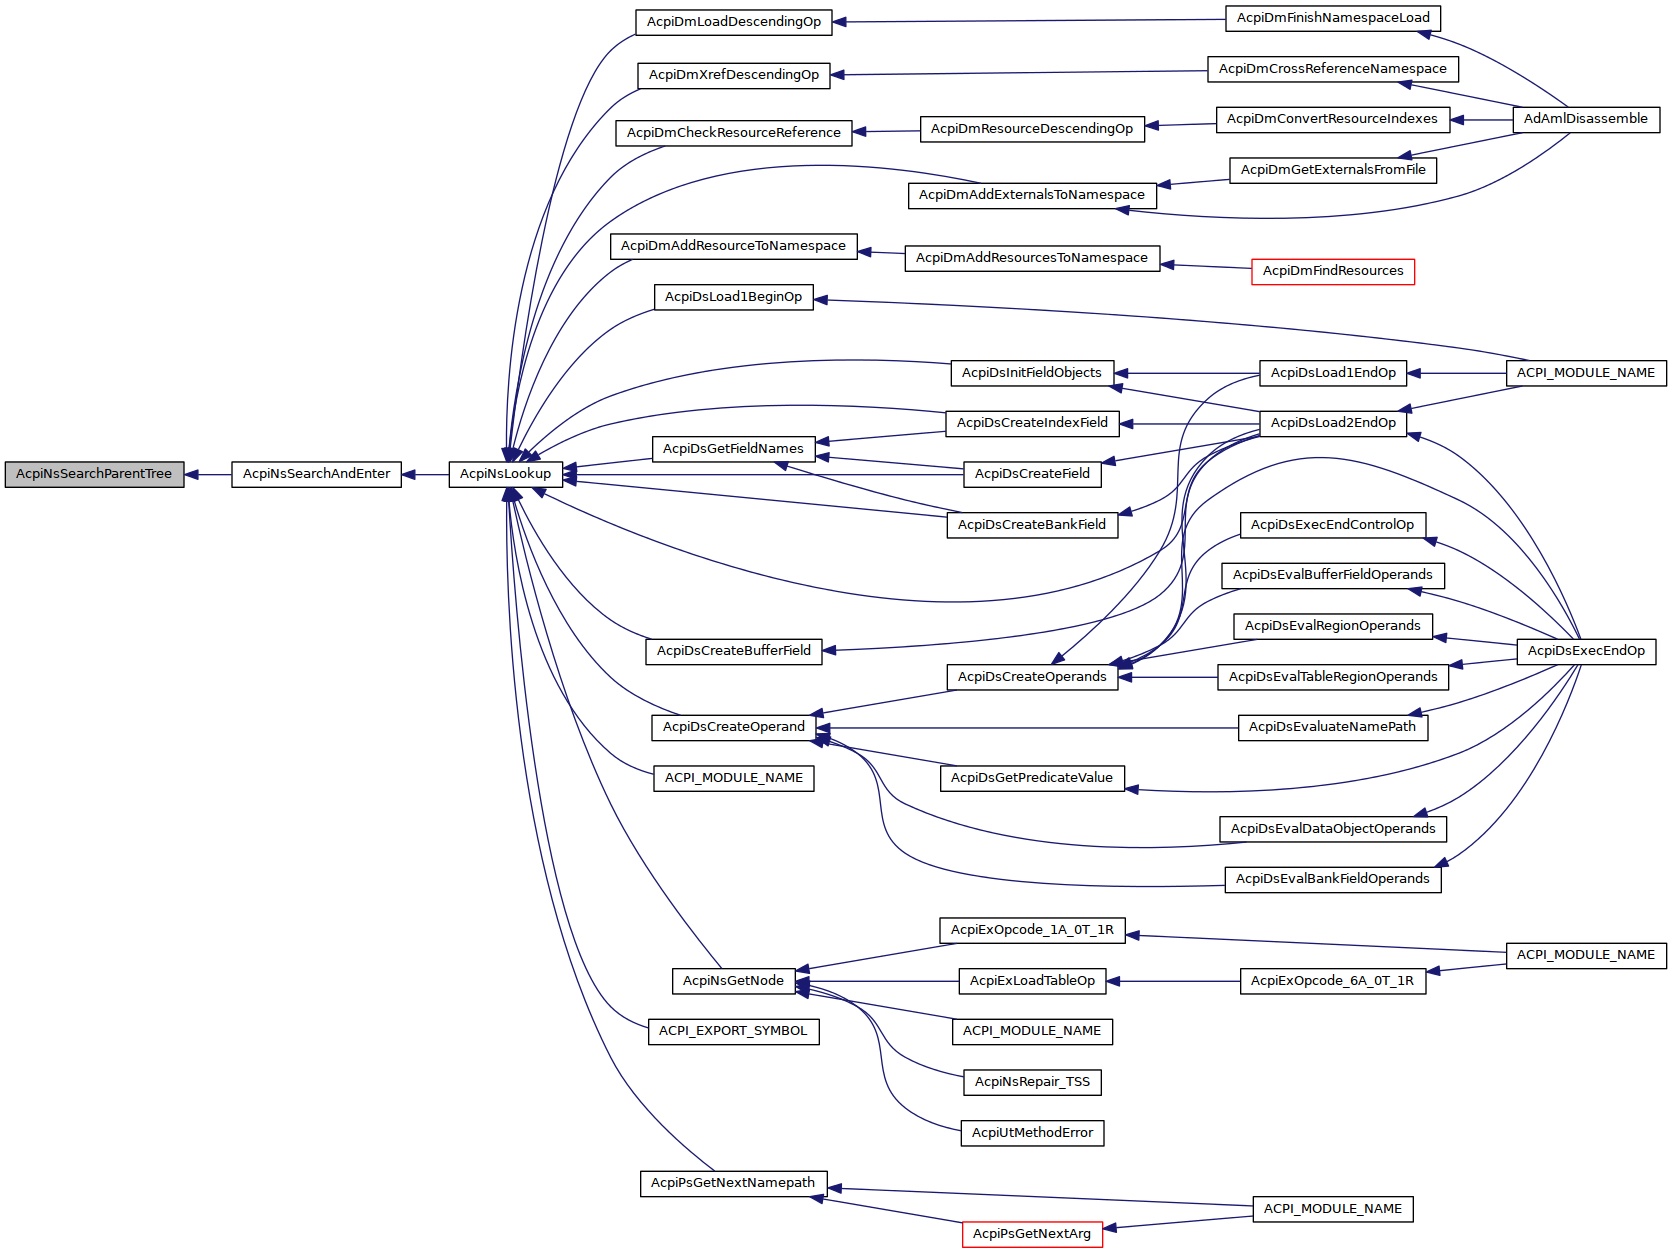 AcpiDmLoadDescendingOp
AcpiDmFinishNamespaceLoad
AcpiDmXrefDescendingOp
AcpiDmCrossReferenceNamespace
AcpiDmCheckResourceReference
AcpiDmResourceDescendingOp
AcpiDmConvertResourceIndexes
AdAmlDisassemble
AcpiDmGetExternalsFromFile
AcpiDmAddExternalsToNamespace
AcpiDmAddResourceToNamespace
AcpiDmAddResourcesToNamespace
AcpiDmFindResources
AcpiDsLoad1BeginOp
AcpiDsInitFieldObjects
AcpiDsLoad1EndOp
ACPI_MODULE_NAME
AcpiDsCreateIndexField
AcpiDsLoad2EndOp
AcpiDsGetFieldNames
AcpiNsSearchParentTree
AcpiNsSearchAndEnter
AcpiNsLookup
AcpiDsCreateField
AcpiDsCreateBankField
AcpiDsExecEndControlOp
AcpiDsEvalBufferFieldOperands
AcpiDsEvalRegionOperands
AcpiDsCreateBufferField
AcpiDsExecEndOp
AcpiDsCreateOperands
AcpiDsEvalTableRegionOperands
AcpiDsCreateOperand
AcpiDsEvaluateNamePath
ACPI_MODULE_NAME
AcpiDsGetPredicateValue
AcpiDsEvalDataObjectOperands
AcpiDsEvalBankFieldOperands
AcpiExOpcode_1A_0T_1R
ACPI_MODULE_NAME
AcpiNsGetNode
AcpiExLoadTableOp
AcpiExOpcode_6A_0T_1R
ACPI_EXPORT_SYMBOL
ACPI_MODULE_NAME
AcpiNsRepair_TSS
AcpiUtMethodError
AcpiPsGetNextNamepath
ACPI_MODULE_NAME
AcpiPsGetNextArg